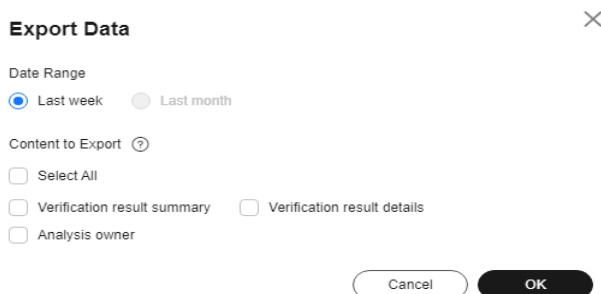 Export Data
Date Range
Last week Last month
Content to Export ?
Select All
Verification result summary Verification result details
Analysis owner
Cancel OK